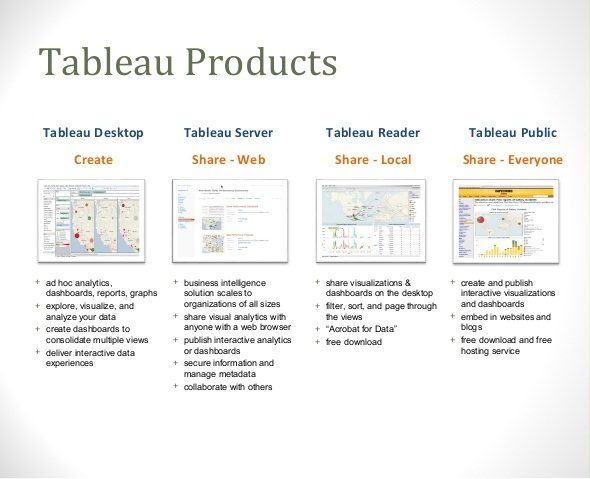 Tableau Products
Tableau Desktop
Create
+ ad hoc analytics,
dashboards, reports, graphs
+ explore, visualize, and
analyze your data
+ create dashboards to
consolidate multiple views
+ deliver interactive data
experiences
Tableau Server
Share - Web
+ business intelligence
solution scales to
organizations of all sizes
+ share visual analytics with
anyone with a web browser
+ publish interactive analytics
or dashboards
+ secure information and
manage metadata
+ collaborate with others
Tableau Reader
Share - Local
+ share visualizations &
dashboards on the desktop
+ filter, sort, and page through
the views
+ “Acrobat for Data”
+ free download
Tableau Public
Share - Everyone
+ create and publish
interactive visualizations
and dashboards
+ embed in websites and
blogs
+ free download and free
hosting service